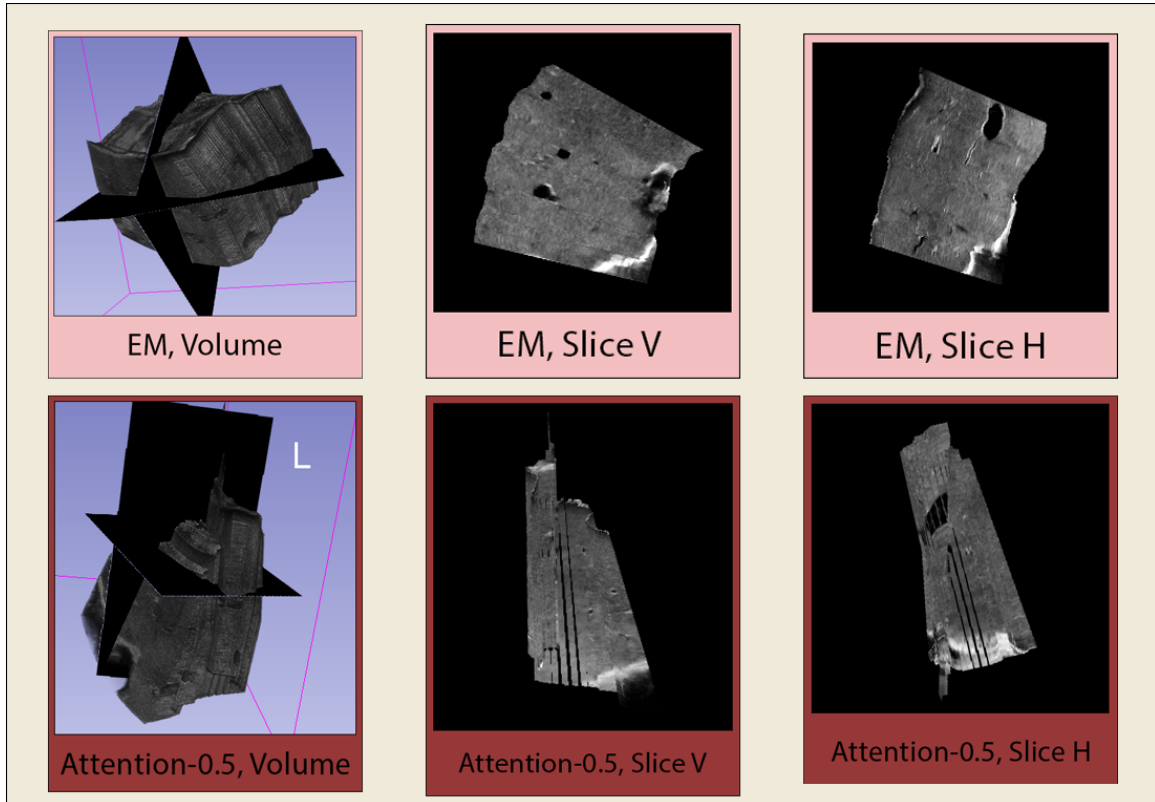 EM, Volume
EM, Slice V
EM, Slice H
L
Attention-0.5, Volume
Attention-0.5, Slice V
Attention-0.5, Slice H